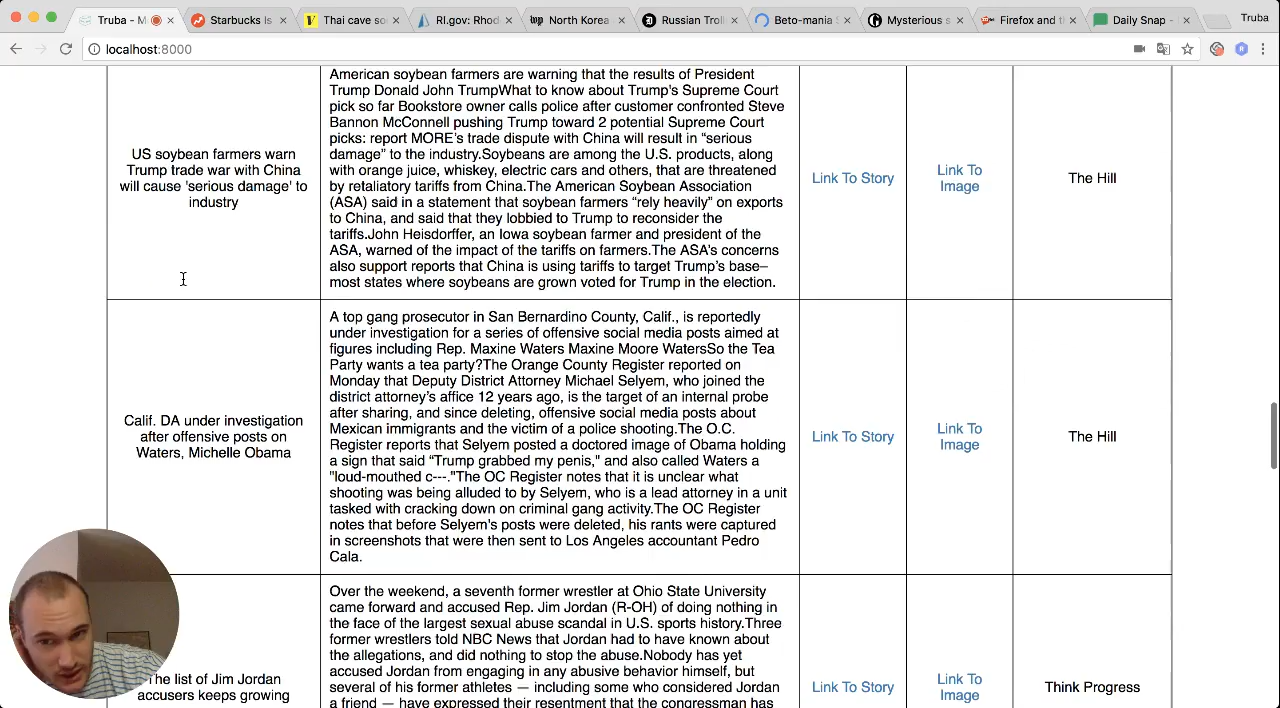 Truba - M
Starbucks Is
Thai cave so
RI.gov: Rhod
North Korea
Russian Troll
Beto-mania S
Mysterious s
Firefox and t
Daily Snap -
Truba
localhost:8000
US soybean farmers warn
Trump trade war with China
will cause 'serious damage' to
industry
American soybean farmers are warning that the results of President
Trump Donald John TrumpWhat to know about Trump's Supreme Court
pick so far Bookstore owner calls police after customer confronted Steve
Bannon McConnell pushing Trump toward 2 potential Supreme Court
picks: report MORE's trade dispute with China will result in “serious
damage” to the industry.Soybeans are among the U.S. products, along
with orange juice, whiskey, electric cars and others, that are threatened
by retaliatory tariffs from China.The American Soybean Association
(ASA) said in a statement that soybean farmers “rely heavily” on exports
to China, and said that they lobbied to Trump to reconsider the
tariffs.John Heisdorffer, an Iowa soybean farmer and president of the
ASA, warned of the impact of the tariffs on farmers.The ASA's concerns
also support reports that China is using tariffs to target Trump's base–
most states where soybeans are grown voted for Trump in the election.
Link To Story
Link To
Image
The Hill
Calif. DA under investigation
after offensive posts on
Waters, Michelle Obama
A top gang prosecutor in San Bernardino County, Calif., is reportedly
under investigation for a series of offensive social media posts aimed at
figures including Rep. Maxine Waters Maxine Moore WatersSo the Tea
Party wants a tea party?The Orange County Register reported on
Monday that Deputy District Attorney Michael Selyem, who joined the
district attorney's affice 12 years ago, is the target of an internal probe
after sharing, and since deleting, offensive social media posts about
Mexican immigrants and the victim of a police shooting.The O.C.
Register reports that Selyem posted a doctored image of Obama holding
a sign that said “Trump grabbed my penis,” and also called Waters a
"loud-mouthed c---."The OC Register notes that it is unclear what
shooting was being alluded to by Selyem, who is a lead attorney in a unit
tasked with cracking down on criminal gang activity.The OC Register
notes that before Selyem's posts were deleted, his rants were captured
in screenshots that were then sent to Los Angeles accountant Pedro
Cala.
Link To Story
Link To
Image
The Hill
The list of Jim Jordan
accusers keeps growing
Over the weekend, a seventh former wrestler at Ohio State University
came forward and accused Rep. Jim Jordan (R-OH) of doing nothing in
the face of the largest sexual abuse scandal in U.S. sports history.Three
former wrestlers told NBC News that Jordan had to have known about
the allegations, and did nothing to stop the abuse.Nobody has yet
accused Jordan from engaging in any abusive behavior himself, but
several of his former athletes — including some who considered Jordan
a friend — have expressed their resentment that the congressman has
Link To Story
Link To
Image
Think Progress